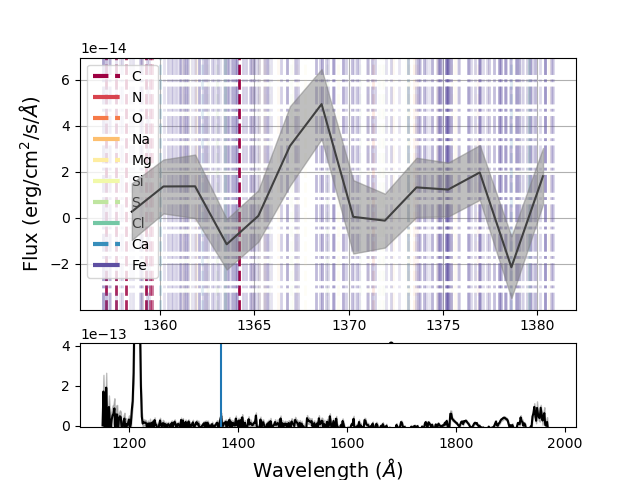 1e−14
Flux (erg/cm²/s/Å)
6
4
2
0
−2
C
N
O
Na
Mg
Si
S
Cl
Ca
Fe
1360 1365 1370 1375 1380
1e−13
4
2
0
1200 1400 1600 1800 2000
Wavelength (Å)